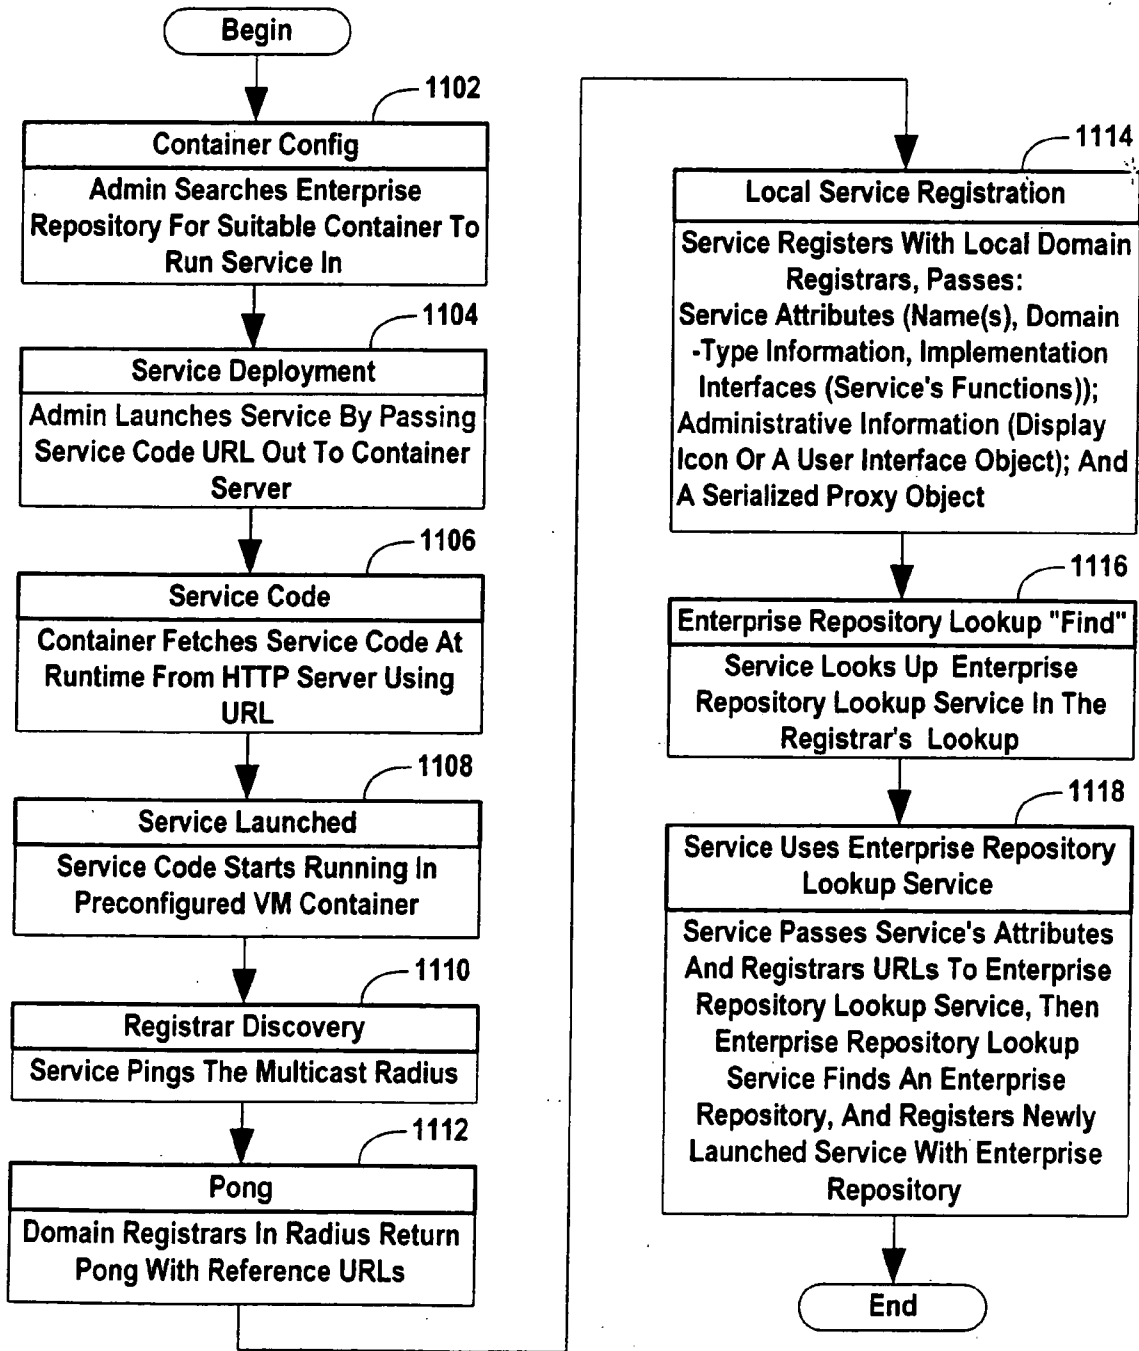 Begin
1102
Container Config
Admin Searches Enterprise
Repository For Suitable Container To
Run Service In
1104
Service Deployment
Admin Launches Service By Passing
Service Code URL Out To Container
Server
1106
Service Code
Container Fetches Service Code At
Runtime From HTTP Server Using
URL
1108
Service Launched
Service Code Starts Running In
Preconfigured VM Container
1110
Registrar Discovery
Service Pings The Multicast Radius
1112
Pong
Domain Registrars In Radius Return
Pong With Reference URLs
1114
Local Service Registration
Service Registers With Local Domain
Registrars, Passes:
Service Attributes (Name(s), Domain
-Type Information, Implementation
Interfaces (Service's Functions));
Administrative Information (Display
Icon Or A User Interface Object); And
A Serialized Proxy Object
1116
Enterprise Repository Lookup "Find"
Service Looks Up Enterprise
Repository Lookup Service In The
Registrar's Lookup
1118
Service Uses Enterprise Repository
Lookup Service
Service Passes Service's Attributes
And Registrars URLs To Enterprise
Repository Lookup Service, Then
Enterprise Repository Lookup
Service Finds An Enterprise
Repository, And Registers Newly
Launched Service With Enterprise
Repository
End